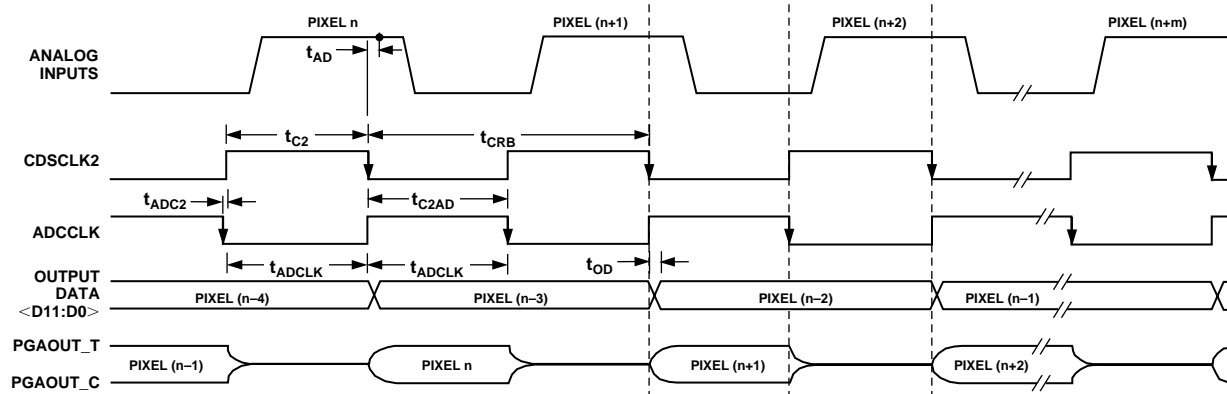 PIXEL n
PIXEL (n+1)
PIXEL (n+2)
PIXEL (n+m)
ANALOG
INPUTS
tAD
tC2
tCRB
CDSCLK2
tADC2
tC2AD
ADCCLK
tADCLK
tADCLK
tOD
OUTPUT
DATA
<D11:D0>
PIXEL (n–4)
PIXEL (n–3)
PIXEL (n–2)
PIXEL (n–1)
PGAOUT_T
PIXEL (n–1)
PIXEL n
PIXEL (n+1)
PIXEL (n+2)
PGAOUT_C